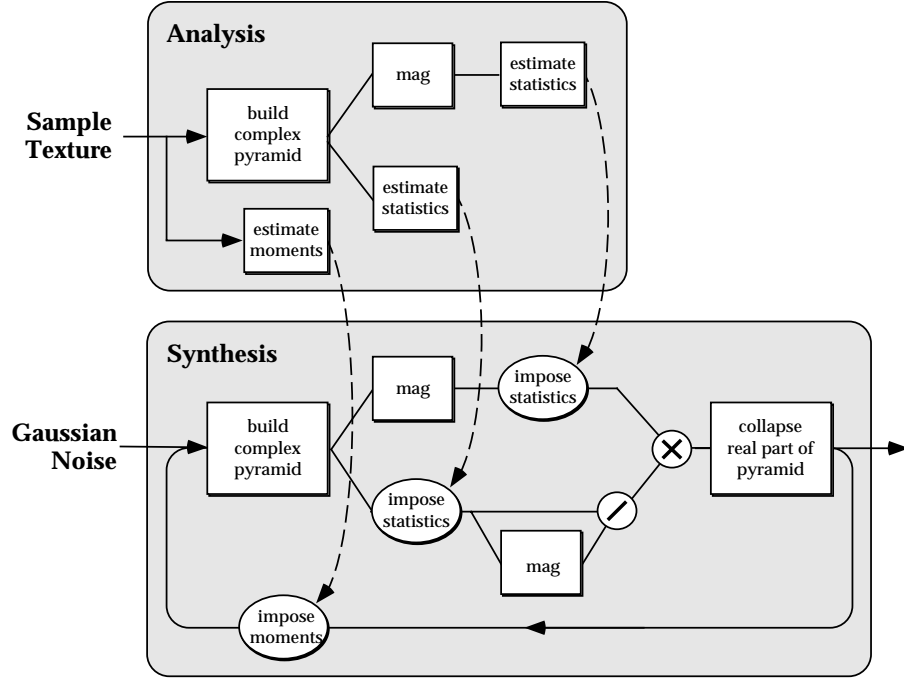 Analysis
mag
estimate
statistics
build
complex
pyramid
Sample
Texture
estimate
statistics
estimate
moments
Synthesis
mag
impose
statistics
build
complex
pyramid
Gaussian
Noise
×
collapse
real part of
pyramid
impose
statistics
/
mag
impose
moments